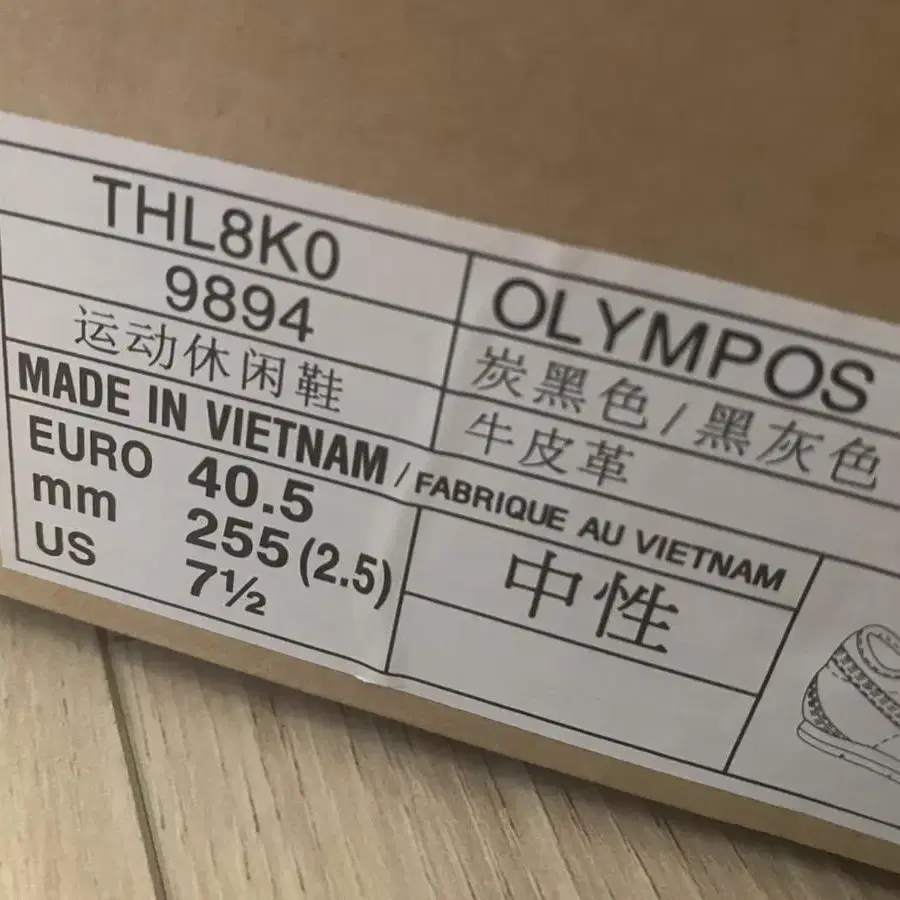 THL8K0
OLYMPOS
9894
炭黑色/黑灰色
运动休闲鞋
牛皮革
MADE IN VIETNAM/FABRIQUE AU VIETNAM
EURO 40.5
mm 255(2.5)
US 7½
中性